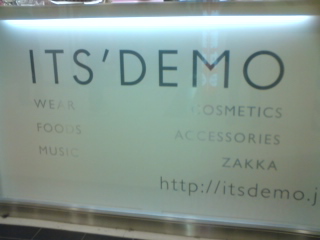 ITS'DEMO
WEAR COSMETICS
FOODS ACCESSORIES
MUSIC ZAKKA
http://itsdemo.j